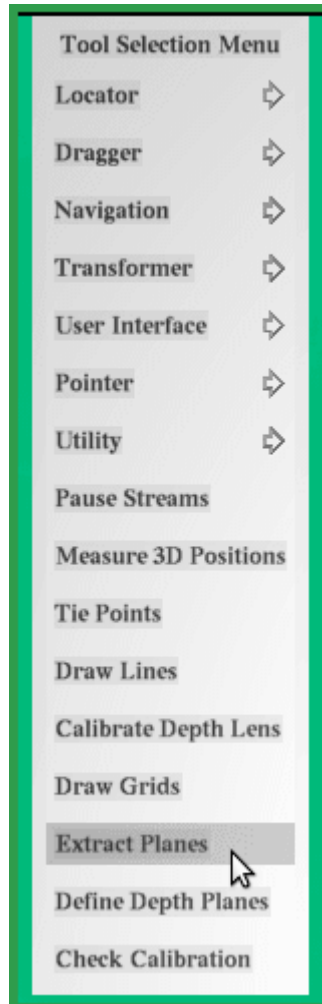 Tool Selection Menu
Locator
Dragger
Navigation
Transformer
User Interface
Pointer
Utility
Pause Streams
Measure 3D Positions
Tie Points
Draw Lines
Calibrate Depth Lens
Draw Grids
Extract Planes
Define Depth Planes
Check Calibration